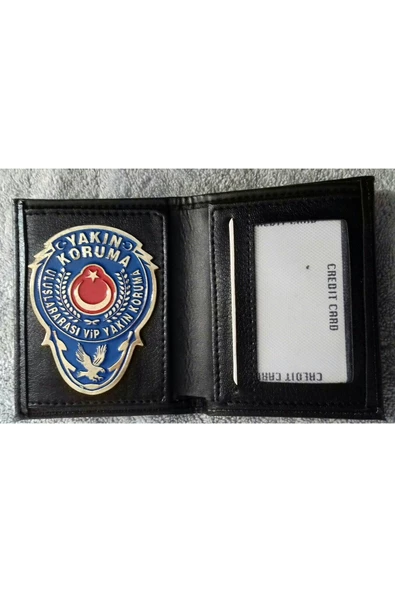 YAKIN
KORUMA
ULUSLARARASI VİP YAKIN KORUMA
CREDIT CARD
CREDIT CARD